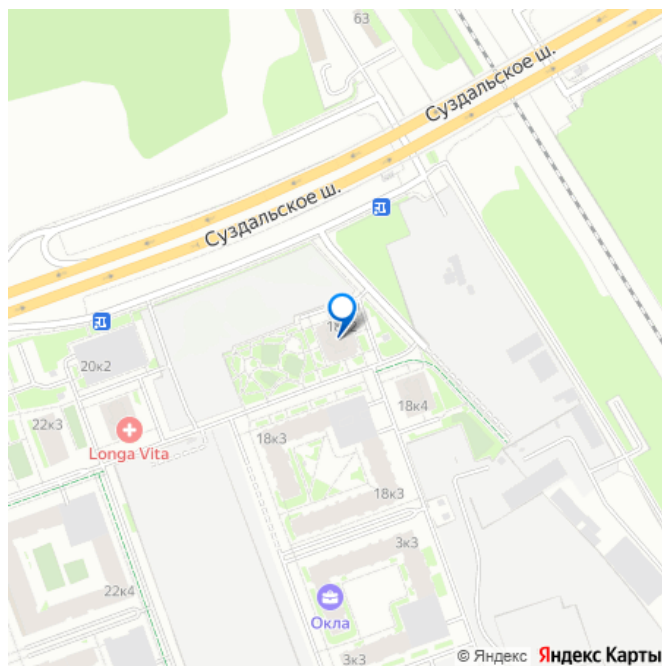 63
Суздальское ш.
Суздальское ш.
20к2
22к3
Longa Vita
18к4
18к3
18к3
3к3
22к4
Окла
3к3
© Яндекс Яндекс Карты